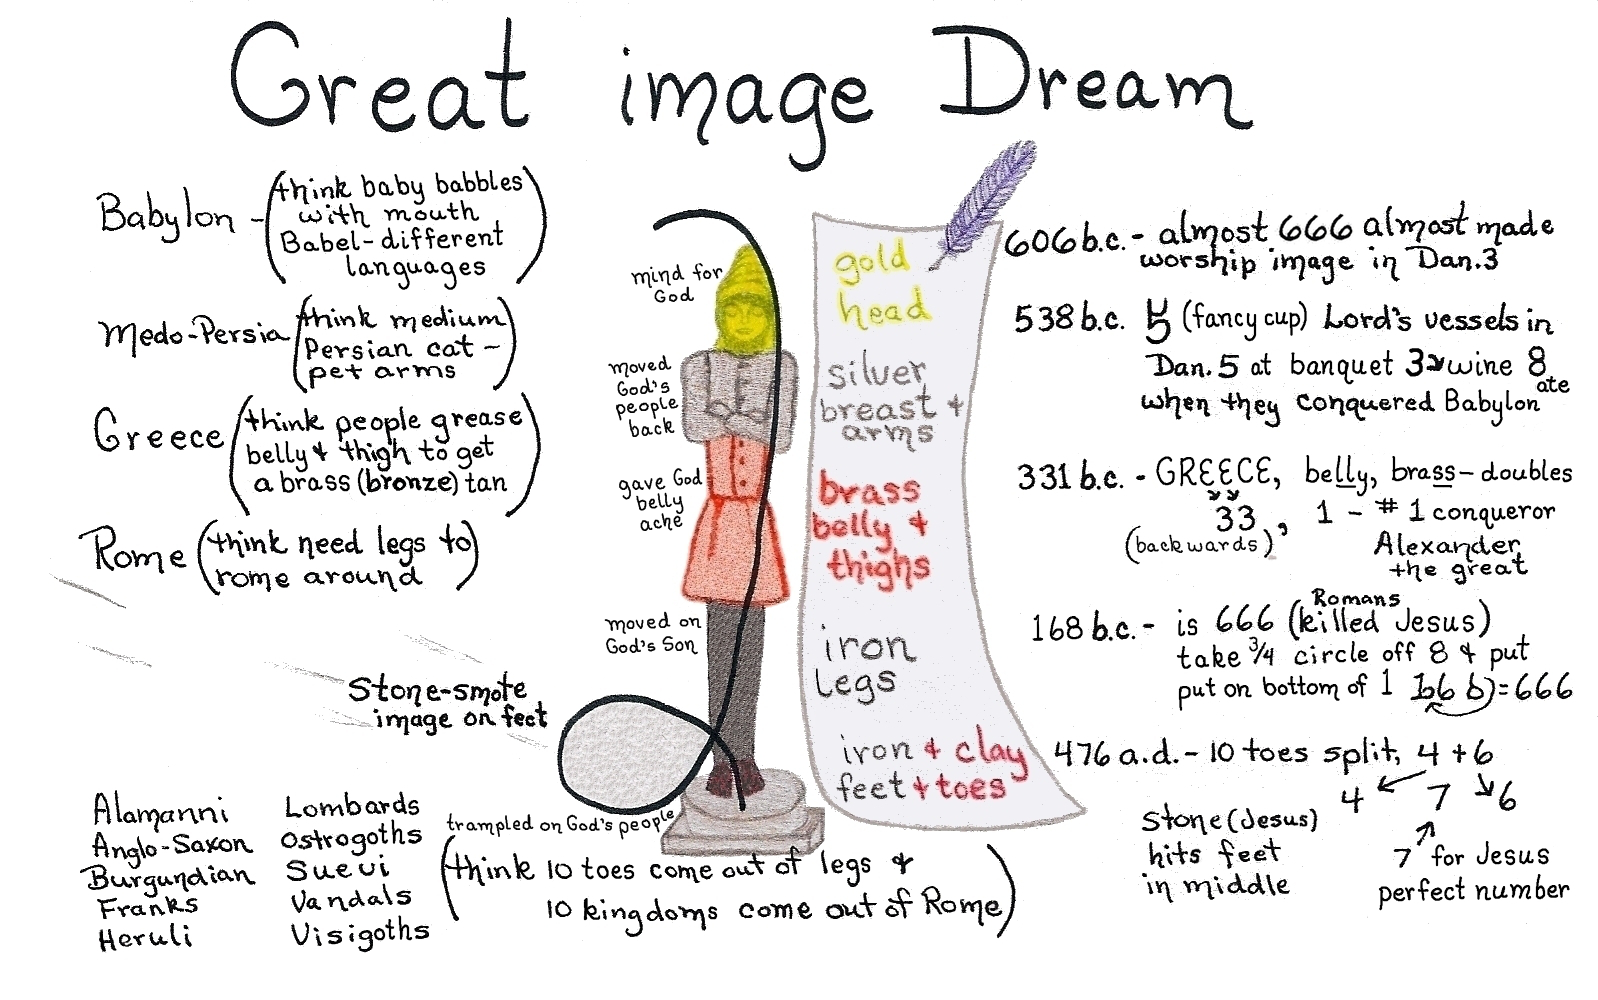 Great image Dream
Babylon - (think baby babbles
with mouth
Babel-different
languages)
Medo-Persia (think medium
Persian cat -
pet arms)
Greece (think people grease
belly & thigh to get
a brass (bronze) tan)
Rome (think need legs to
rome around)
Stone-smote
image on feet
mind for
God
moved
God's
people
back
gave God
belly
ache
moved on
God's Son
trampled on God's people
gold
head
silver
breast &
arms
brass
belly &
thighs
iron
legs
iron & clay
feet & toes
606 b.c. - almost 666 almost made
worship image in Dan.3
538 b.c. 5 (fancy cup) Lord's vessels in
Dan. 5 at banquet 3 wine 8
ate
when they conquered Babylon
331 b.c. - GREECE, belly, brass - doubles
33, 1 - # 1 conqueror
(backwards)
Alexander
the great
168 b.c. - is 666 (Romans killed Jesus)
take 3/4 circle off 8 & put
put on bottom of 1 166 6) = 666
476 a.d. - 10 toes split, 4 + 6
4 7 6
Stone (Jesus)
hits feet
in middle
7 for Jesus
perfect number
Alamanni
Anglo-Saxon
Burgundian
Franks
Heruli
Lombards
Ostrogoths
Suevi
Vandals
Visigoths
(think 10 toes come out of legs &
10 kingdoms come out of Rome)